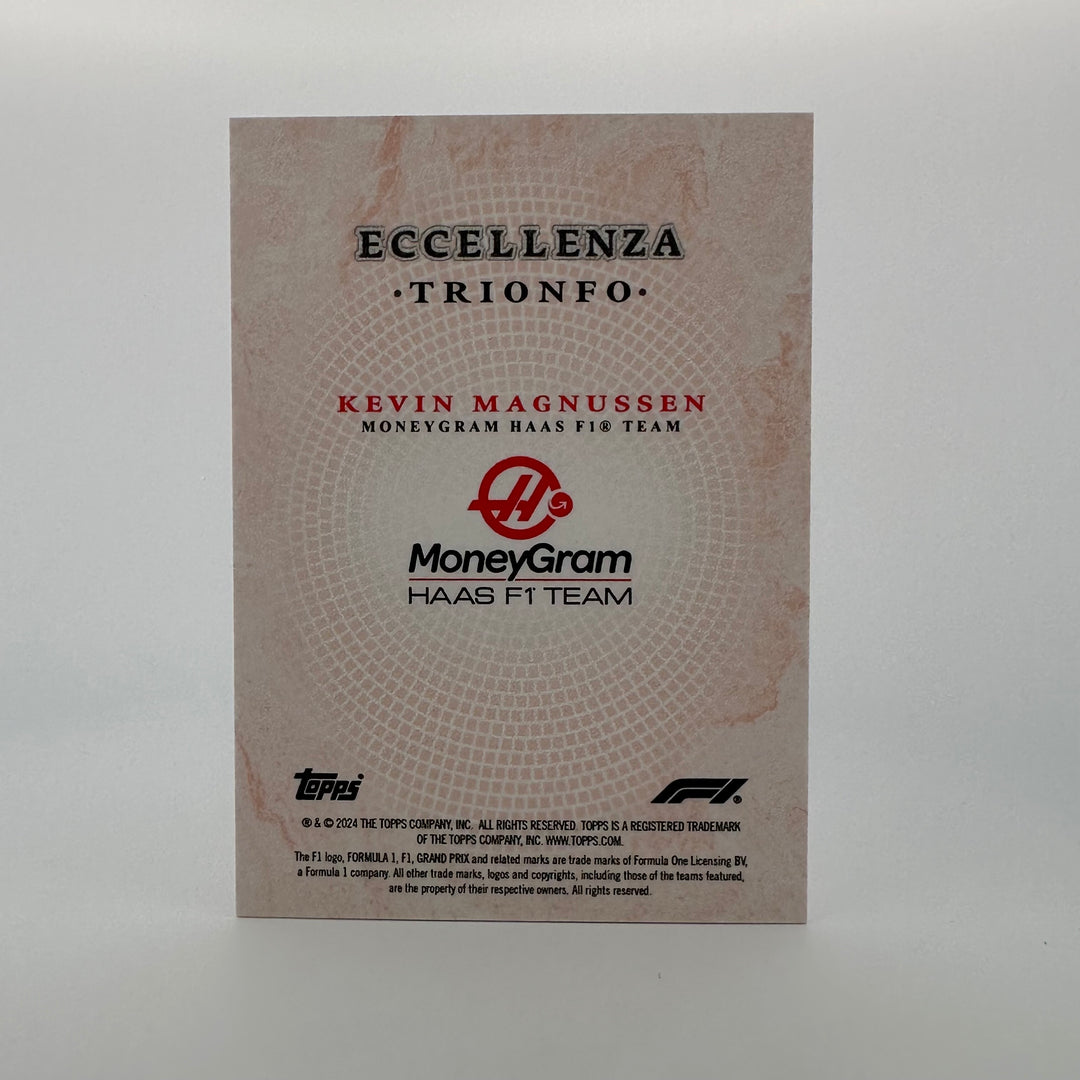 ECCELLENZA
·TRIONFO·
KEVIN MAGNUSSEN
MONEYGRAM HAAS F1® TEAM
MoneyGram
HAAS F1 TEAM
topps
F1®
® & © 2024 THE TOPPS COMPANY, INC. ALL RIGHTS RESERVED. TOPPS IS A REGISTERED TRADEMARK
OF THE TOPPS COMPANY, INC. WWW.TOPPS.COM.
The F1 logo, FORMULA 1, F1, GRAND PRIX and related marks are trade marks of Formula One Licensing BV,
a Formula 1 company. All other trade marks, logos and copyrights, including those of the teams featured,
are the property of their respective owners. All rights reserved.